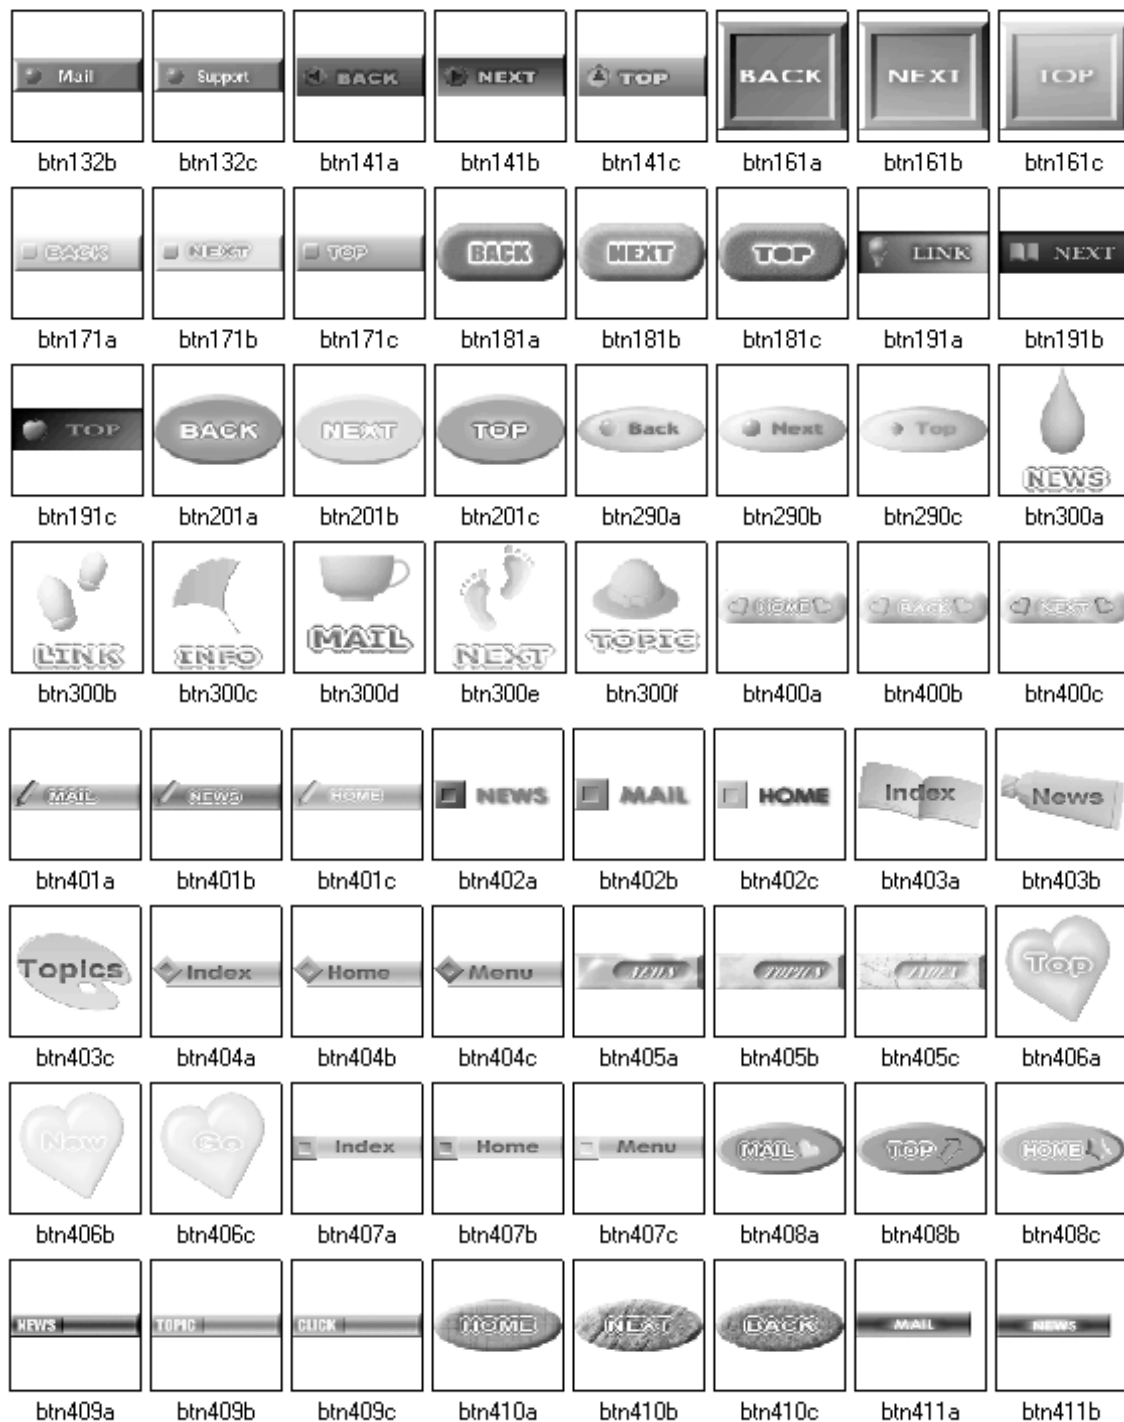 Mail Support BACK NEXT TOP BACK NEXT TOP
btn132b btn132c btn141a btn141b btn141c btn161a btn161b btn161c
BACK NEXT TOP BACK NEXT TOP LINK NEXT
btn171a btn171b btn171c btn181a btn181b btn181c btn191a btn191b
TOP BACK NEXT TOP Back Next Top NEWS
btn191c btn201a btn201b btn201c btn290a btn290b btn290c btn300a
LINK INFO MAIL NEXT TOPIC HOME BACK NEXT
btn300b btn300c btn300d btn300e btn300f btn400a btn400b btn400c
MAIL NEWS HOME NEWS MAIL HOME Index News
btn401a btn401b btn401c btn402a btn402b btn402c btn403a btn403b
Topics Index Home Menu NEWS TOPICS INDEX Top
btn403c btn404a btn404b btn404c btn405a btn405b btn405c btn406a
New Go Index Home Menu MAIL TOP HOME
btn406b btn406c btn407a btn407b btn407c btn408a btn408b btn408c
NEWS TOPIC CLICK HOME NEXT BACK MAIL NEWS
btn409a btn409b btn409c btn410a btn410b btn410c btn411a btn411b